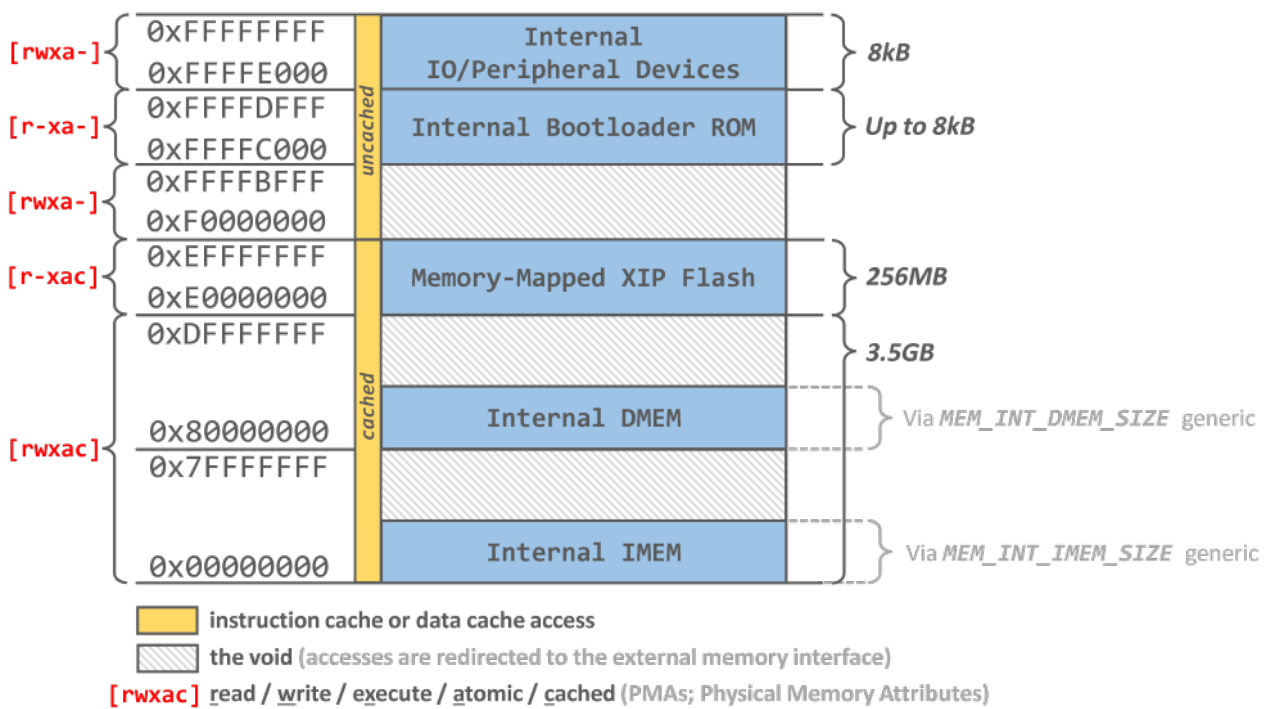 [rwxa-]
0xFFFFFFFF
0xFFFFE000
Internal
IO/Peripheral Devices
8kB
[r-xa-]
0xFFFFDFFF
0xFFFFC000
Internal Bootloader ROM
Up to 8kB
uncached
[rwxa-]
0xFFFFBFFF
0xF0000000
[r-xac]
0xEFFFFFFF
0xE0000000
Memory-Mapped XIP Flash
256MB
[rwxac]
0xDFFFFFFF
3.5GB
cached
0x80000000
Internal DMEM
Via MEM_INT_DMEM_SIZE generic
0x7FFFFFFF
0x00000000
Internal IMEM
Via MEM_INT_IMEM_SIZE generic
instruction cache or data cache access
the void (accesses are redirected to the external memory interface)
[rwxac] read / write / execute / atomic / cached (PMAs; Physical Memory Attributes)